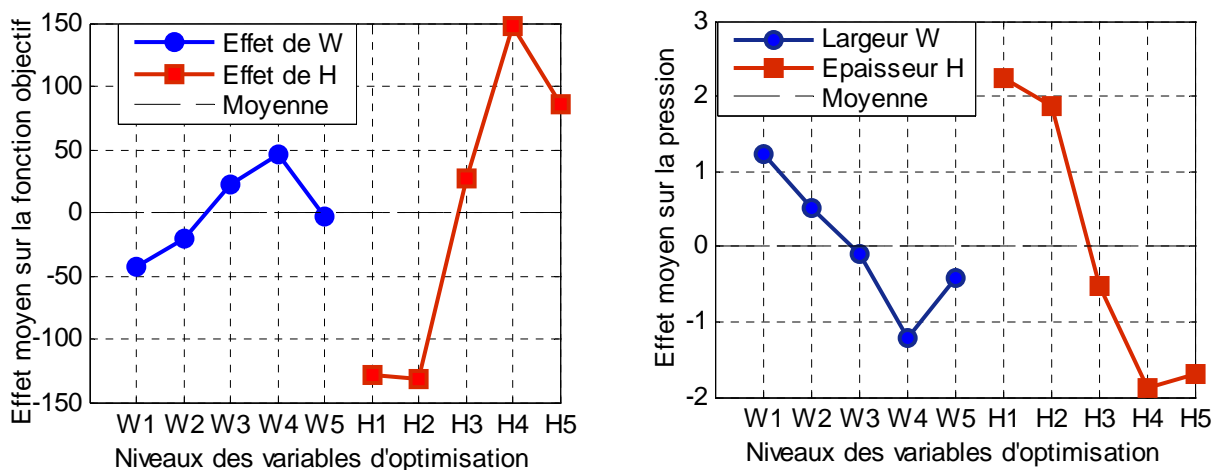 Effet moyen sur la fonction objectif
150
100
50
0
-50
-100
-150
Effet de W
Effet de H
Moyenne
W1 W2 W3 W4 W5 H1 H2 H3 H4 H5
Niveaux des variables d'optimisation
Effet moyen sur la pression
3
2
1
0
-1
-2
Largeur W
Epaisseur H
Moyenne
W1 W2 W3 W4 W5 H1 H2 H3 H4 H5
Niveaux des variables d'optimisation